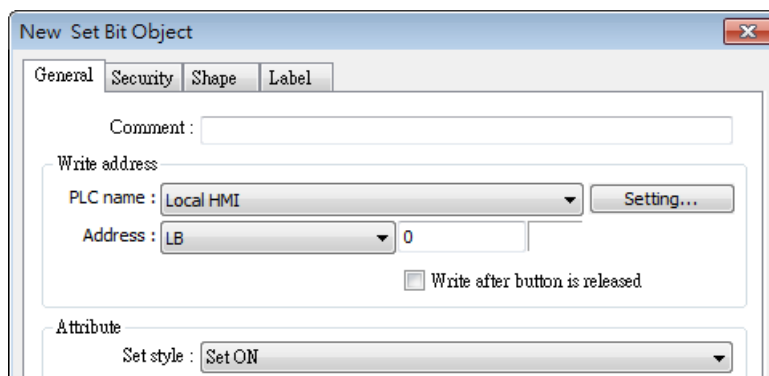 New Set Bit Object
General Security Shape Label
Comment :
Write address
PLC name : Local HMI Setting...
Address : LB 0
Write after button is released
Attribute
Set style : Set ON